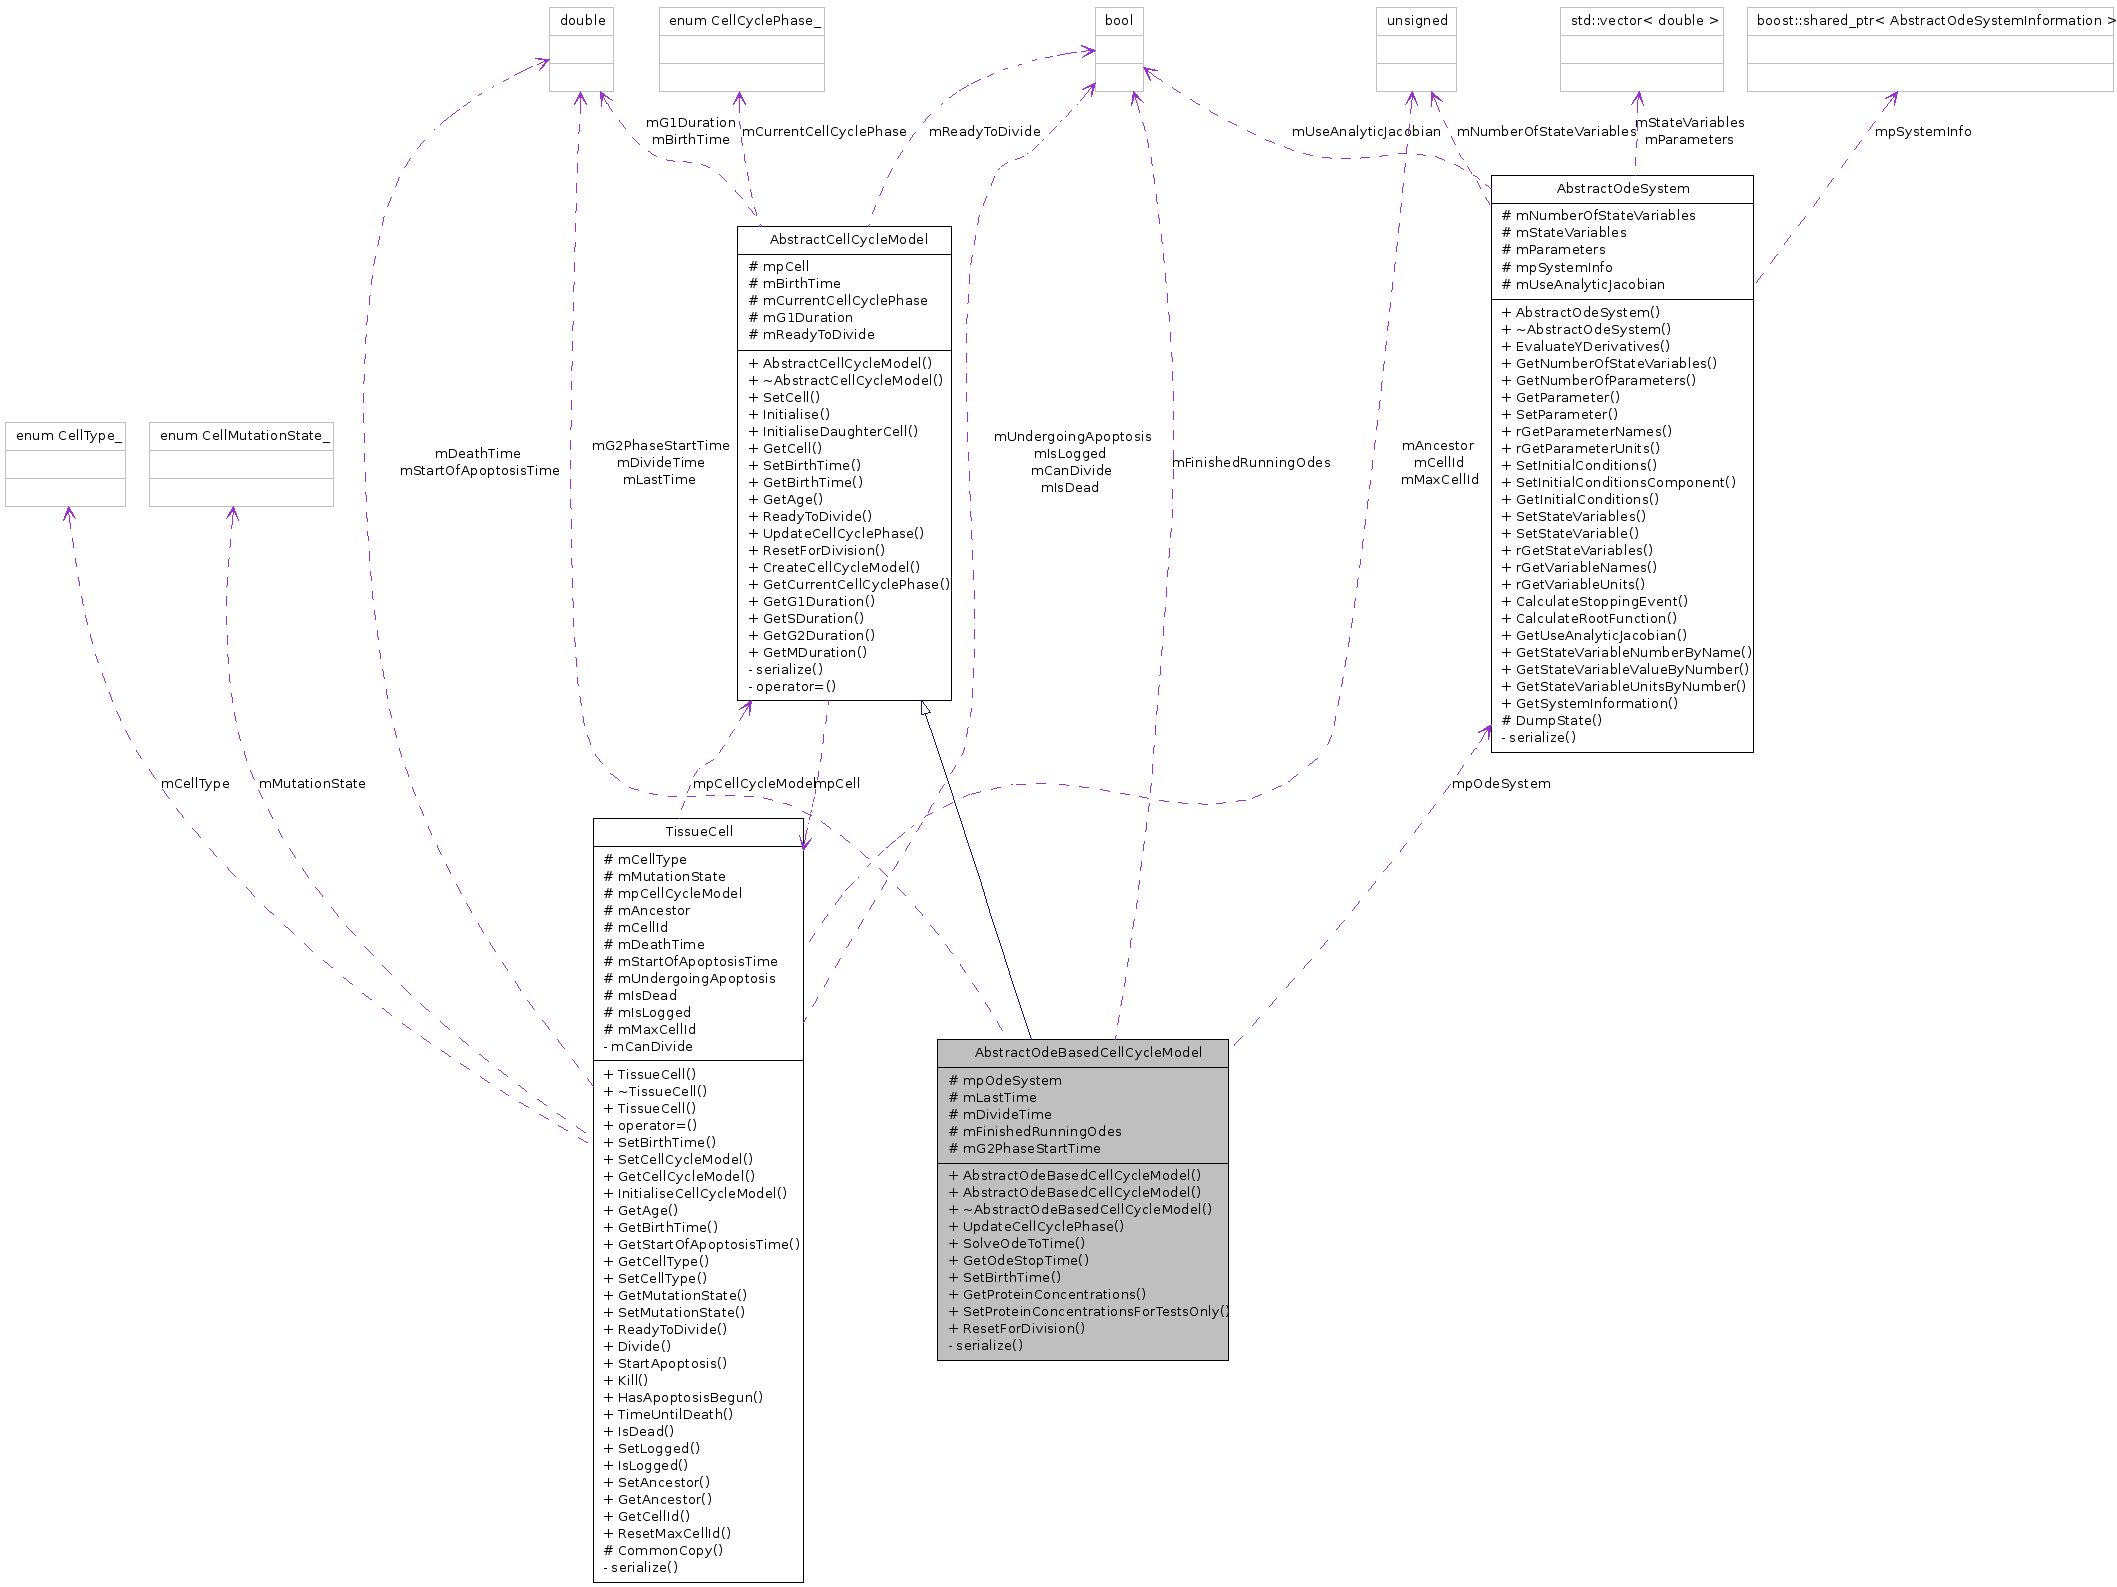 double
enum CellCyclePhase_
bool
unsigned
std::vector< double >
boost::shared_ptr< AbstractOdeSystemInformation >
mG1Duration
mBirthTime
mCurrentCellCyclePhase
mReadyToDivide
mUseAnalyticJacobian
mNumberOfStateVariables
mStateVariables
mParameters
mpSystemInfo
AbstractCellCycleModel
# mpCell
# mBirthTime
# mCurrentCellCyclePhase
# mG1Duration
# mReadyToDivide
+ AbstractCellCycleModel()
+ ~AbstractCellCycleModel()
+ SetCell()
+ Initialise()
+ InitialiseDaughterCell()
+ GetCell()
+ SetBirthTime()
+ GetBirthTime()
+ GetAge()
+ ReadyToDivide()
+ UpdateCellCyclePhase()
+ ResetForDivision()
+ CreateCellCycleModel()
+ GetCurrentCellCyclePhase()
+ GetG1Duration()
+ GetSDuration()
+ GetG2Duration()
+ GetMDuration()
- serialize()
- operator=()
AbstractOdeSystem
# mNumberOfStateVariables
# mStateVariables
# mParameters
# mpSystemInfo
# mUseAnalyticJacobian
+ AbstractOdeSystem()
+ ~AbstractOdeSystem()
+ EvaluateYDerivatives()
+ GetNumberOfStateVariables()
+ GetNumberOfParameters()
+ GetParameter()
+ SetParameter()
+ rGetParameterNames()
+ rGetParameterUnits()
+ SetInitialConditions()
+ SetInitialConditionsComponent()
+ GetInitialConditions()
+ SetStateVariables()
+ SetStateVariable()
+ rGetStateVariables()
+ rGetVariableNames()
+ rGetVariableUnits()
+ CalculateStoppingEvent()
+ CalculateRootFunction()
+ GetUseAnalyticJacobian()
+ GetStateVariableNumberByName()
+ GetStateVariableValueByNumber()
+ GetStateVariableUnitsByNumber()
+ GetSystemInformation()
# DumpState()
- serialize()
enum CellType_
enum CellMutationState_
mDeathTime
mStartOfApoptosisTime
mG2PhaseStartTime
mDivideTime
mLastTime
mUndergoingApoptosis
mIsLogged
mCanDivide
mIsDead
mFinishedRunningOdes
mAncestor
mCellId
mMaxCellId
mCellType
mMutationState
mpCellCycleModel
mpCell
mpOdeSystem
TissueCell
# mCellType
# mMutationState
# mpCellCycleModel
# mAncestor
# mCellId
# mDeathTime
# mStartOfApoptosisTime
# mUndergoingApoptosis
# mIsDead
# mIsLogged
# mMaxCellId
- mCanDivide
+ TissueCell()
+ ~TissueCell()
+ TissueCell()
+ operator=()
+ SetBirthTime()
+ SetCellCycleModel()
+ GetCellCycleModel()
+ InitialiseCellCycleModel()
+ GetAge()
+ GetBirthTime()
+ GetStartOfApoptosisTime()
+ GetCellType()
+ SetCellType()
+ GetMutationState()
+ SetMutationState()
+ ReadyToDivide()
+ Divide()
+ StartApoptosis()
+ Kill()
+ HasApoptosisBegun()
+ TimeUntilDeath()
+ IsDead()
+ SetLogged()
+ IsLogged()
+ SetAncestor()
+ GetAncestor()
+ GetCellId()
+ ResetMaxCellId()
# CommonCopy()
- serialize()
AbstractOdeBasedCellCycleModel
# mpOdeSystem
# mLastTime
# mDivideTime
# mFinishedRunningOdes
# mG2PhaseStartTime
+ AbstractOdeBasedCellCycleModel()
+ AbstractOdeBasedCellCycleModel()
+ ~AbstractOdeBasedCellCycleModel()
+ UpdateCellCyclePhase()
+ SolveOdeToTime()
+ GetOdeStopTime()
+ SetBirthTime()
+ GetProteinConcentrations()
+ SetProteinConcentrationsForTestsOnly()
+ ResetForDivision()
- serialize()